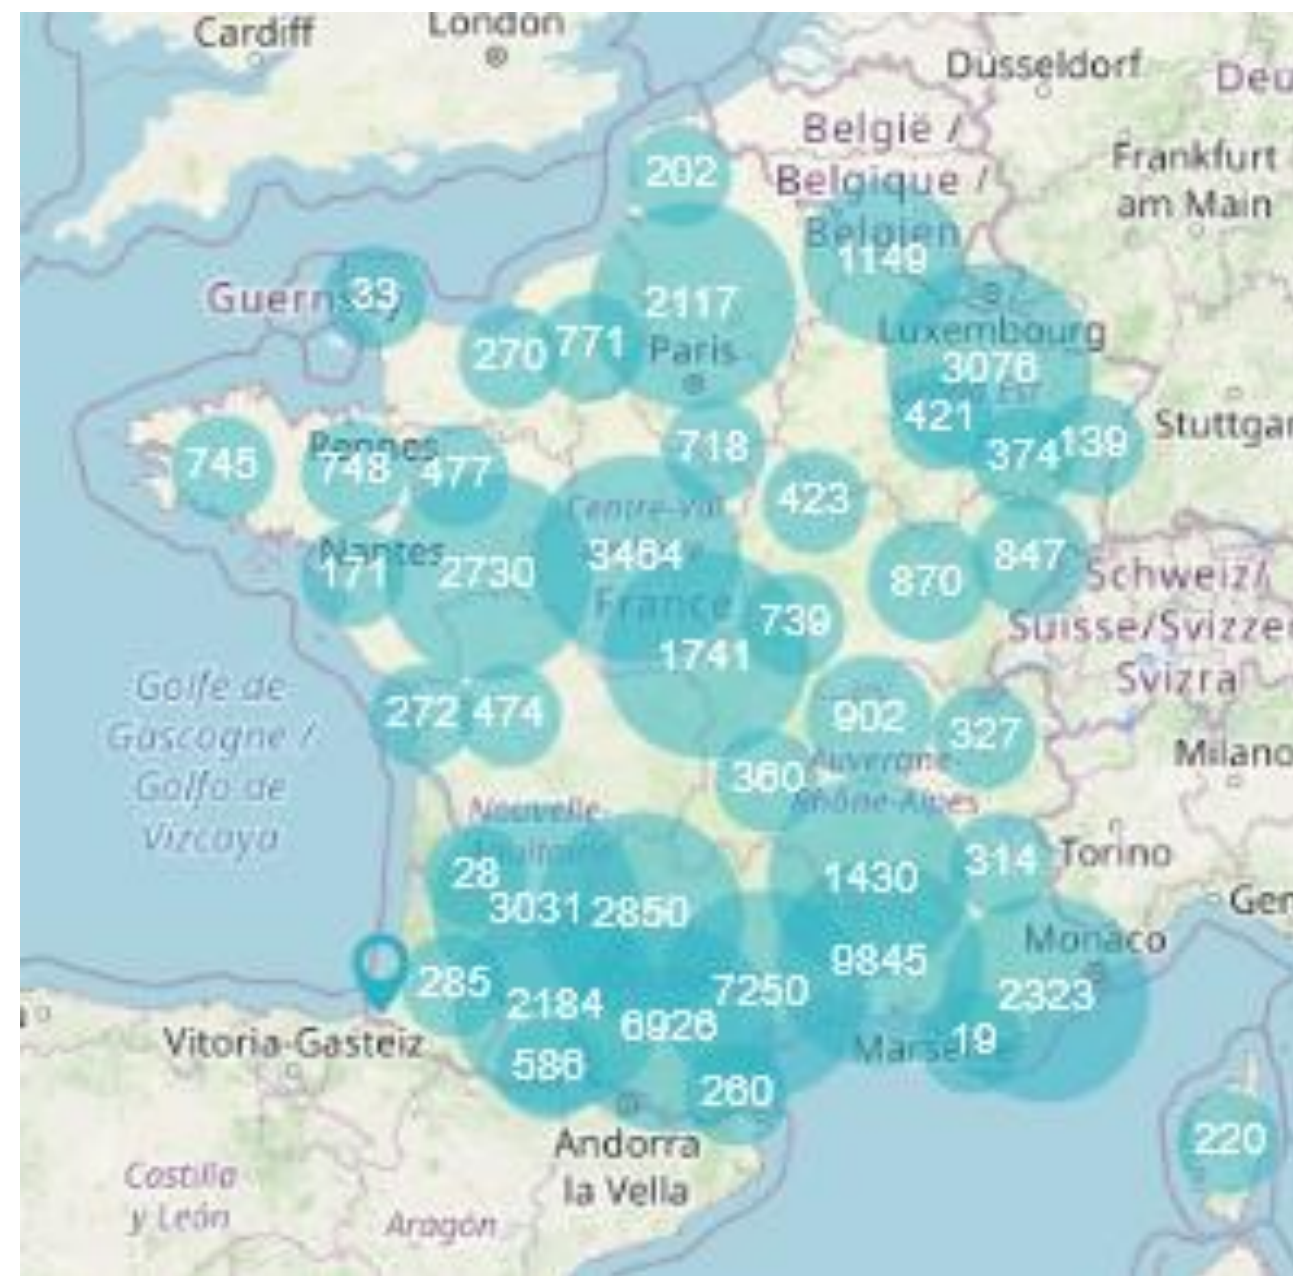 Cardiff
London
Düsseldorf
Deu
België /
Belgique /
Belgien
Frankfurt
am Main
202
1149
Guernsey
33
2117
270
771
Paris
Luxembourg
3076
421
374
139
Stuttgar
745
Rennes
748
477
718
423
Centre-Val
3464
France
Nantes
171
2730
870
847
Schweiz/
Suisse/Svizzer
Svizra
739
1741
Golfe de
Gascogne /
Golfo de
Vizcaya
272
474
902
327
Milano
360
Auvergne-
Rhône-Alpes
Nouvelle-
Aquitaine
28
3031
2850
1430
314
Torino
Gen
Monaco
285
2184
6926
7250
9845
2323
19
Vitoria-Gasteiz
586
260
Marseille
Andorra
la Vella
220
Castilla
y León
Aragón